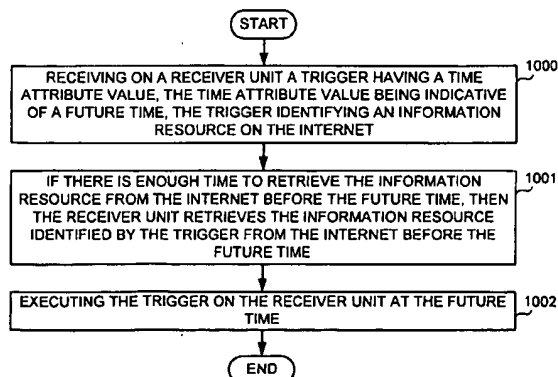 START
1000
RECEIVING ON A RECEIVER UNIT A TRIGGER HAVING A TIME
ATTRIBUTE VALUE, THE TIME ATTRIBUTE VALUE BEING INDICATIVE
OF A FUTURE TIME, THE TRIGGER IDENTIFYING AN INFORMATION
RESOURCE ON THE INTERNET
1001
IF THERE IS ENOUGH TIME TO RETRIEVE THE INFORMATION
RESOURCE FROM THE INTERNET BEFORE THE FUTURE TIME, THEN
THE RECEIVER UNIT RETRIEVES THE INFORMATION RESOURCE
IDENTIFIED BY THE TRIGGER FROM THE INTERNET BEFORE THE
FUTURE TIME
1002
EXECUTING THE TRIGGER ON THE RECEIVER UNIT AT THE FUTURE
TIME
END